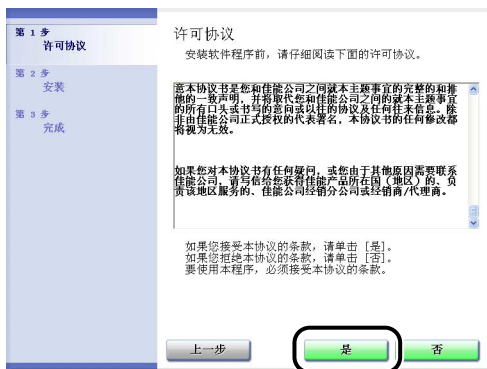 第 1 步
许可协议
第 2 步
安装
第 3 步
完成
许可协议
安装软件程序前，请仔细阅读下面的许可协议。
意本协议书是您和佳能公司之间就本主题事宜的完整的和排
他的一致声明，并将取代您和佳能公司之间的就本主题事宜
的所有口头或书写的意向或以往的协议及任何往来信息。除
非由佳能公司正式授权的代表署名，本协议书的任何修改都
将视为无效。
如果您对本协议书有任何疑问，或您由于其他原因需要联系
佳能公司，请写信给您获得佳能产品所在国（地区）的、负
责该地区服务的、佳能公司经销分公司或经销商/代理商。
如果您接受本协议的条款，请单击 [是]。
如果您拒绝本协议的条款，请单击 [否]。
要使用本程序，必须接受本协议的条款。
上一步
是
否